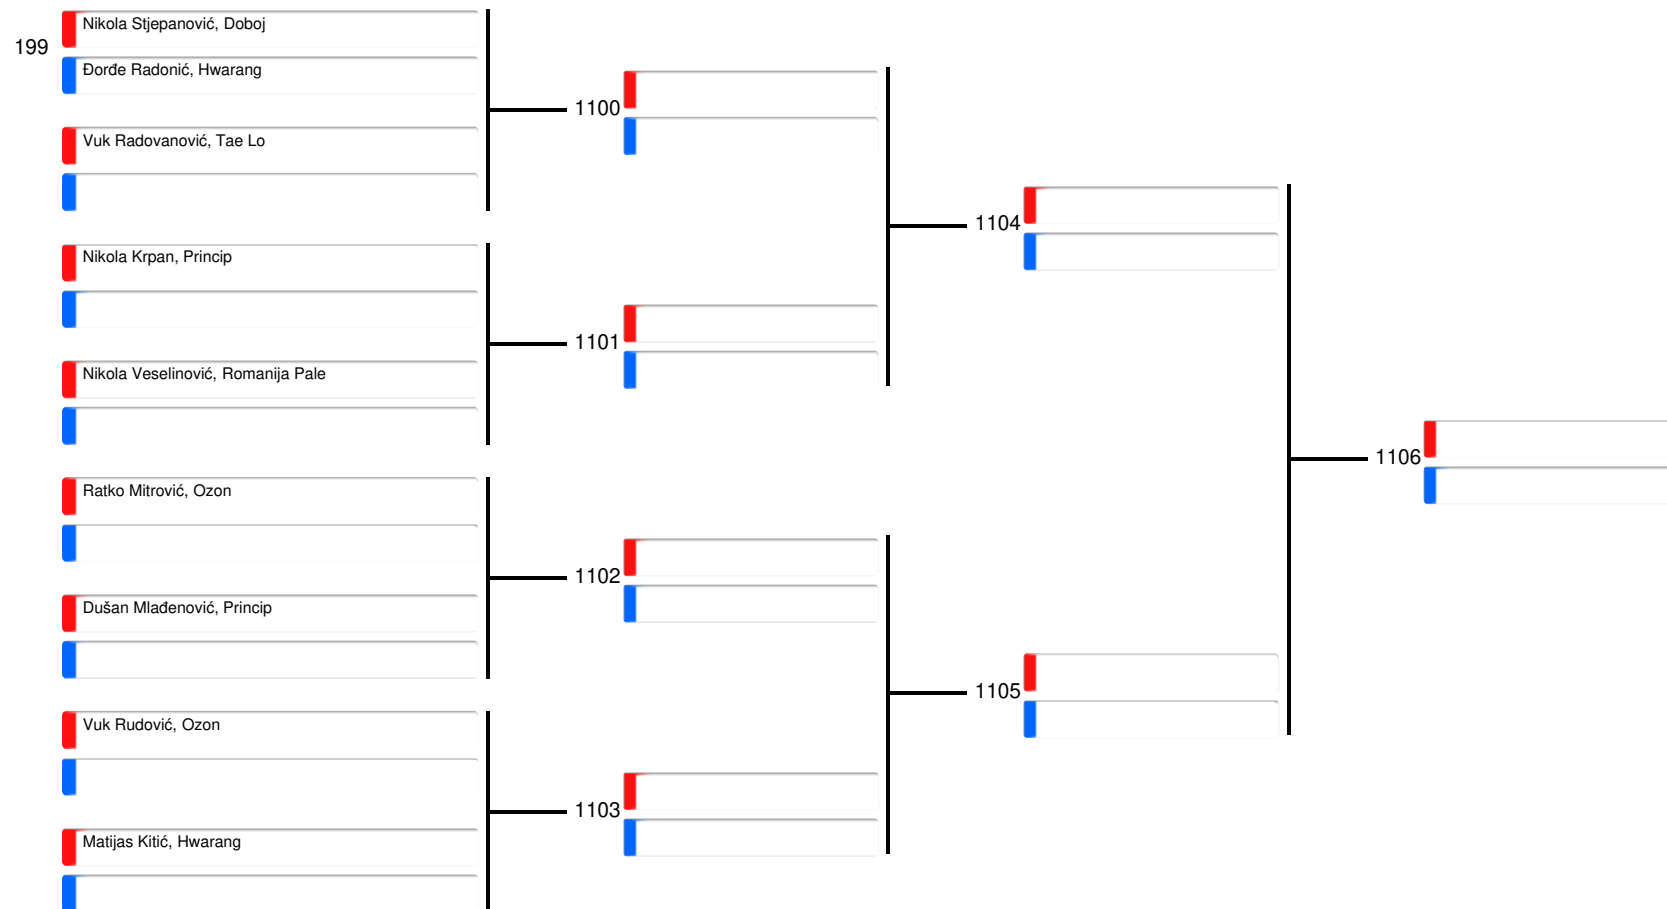 Nikola Stjepanović, Doboj
199
Đorđe Radonić, Hwarang
1100
Vuk Radovanović, Tae Lo
1104
Nikola Krpan, Princip
1101
Nikola Veselinović, Romanija Pale
1106
Ratko Mitrović, Ozon
1102
Dušan Mlađenović, Princip
1105
Vuk Rudović, Ozon
1103
Matijas Kitić, Hwarang